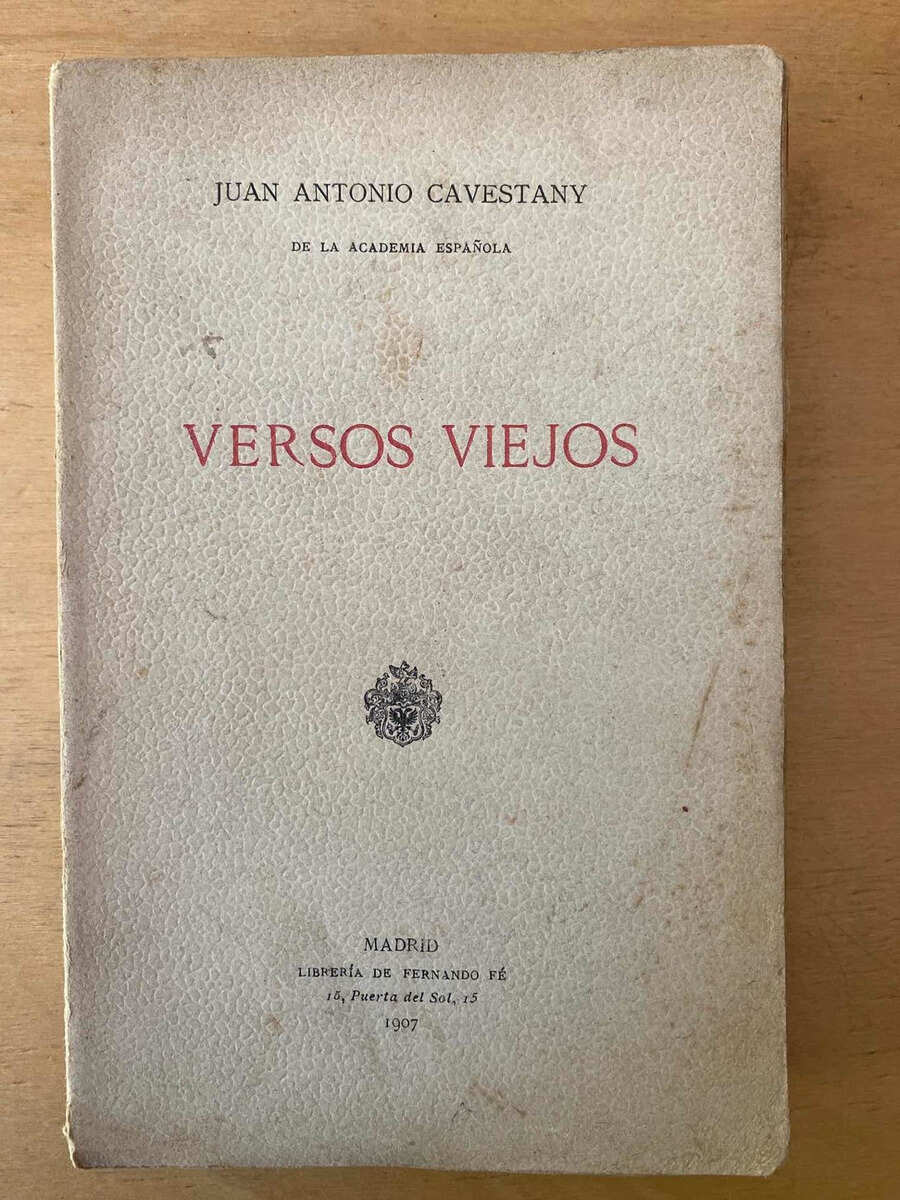 JUAN ANTONIO CAVESTANY
DE LA ACADEMIA ESPAÑOLA
VERSOS VIEJOS
MADRID
LIBRERÍA DE FERNANDO FÉ
15, Puerta del Sol, 15
1907